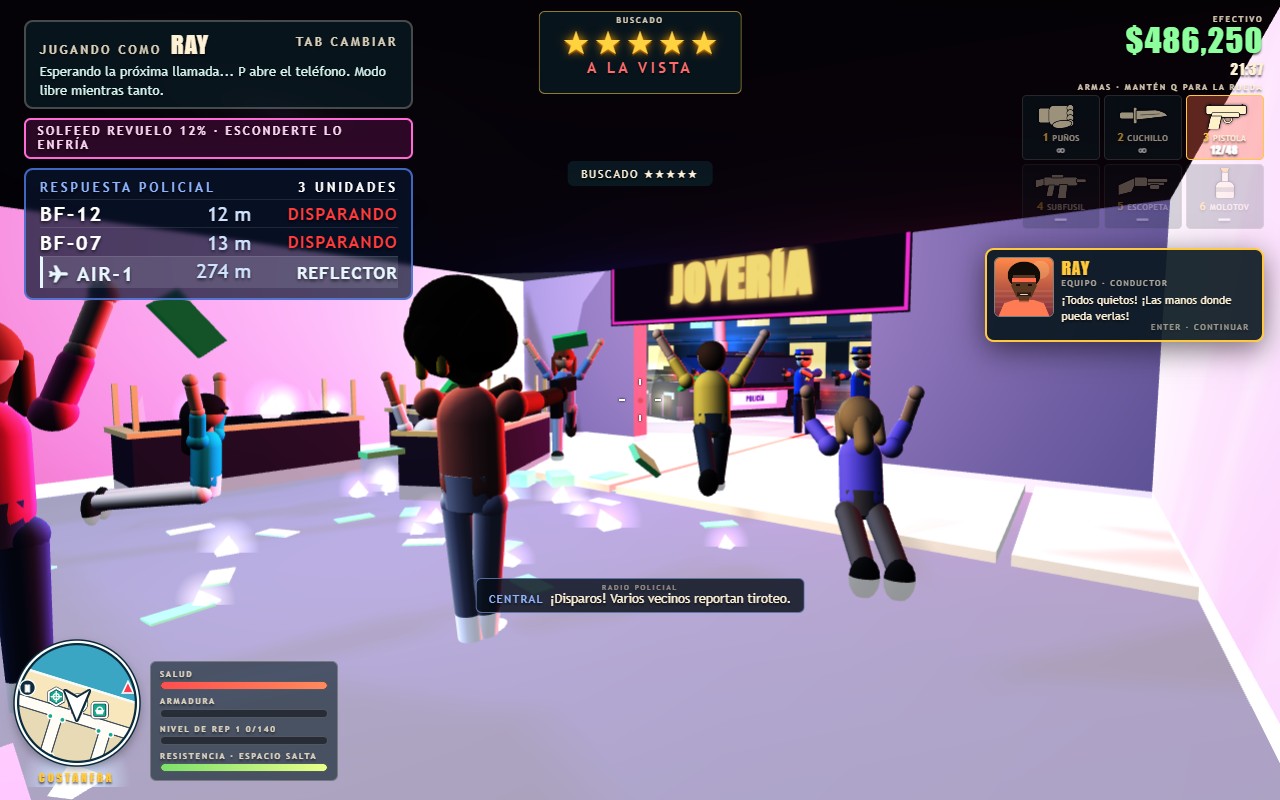 JUGANDO COMO RAY
TAB CAMBIAR
Esperando la próxima llamada... P abre el teléfono. Modo
libre mientras tanto.
SOLFEED REVUELO 12% · ESCONDERTE LO
ENFRÍA
RESPUESTA POLICIAL 3 UNIDADES
BF-12 12 m DISPARANDO
BF-07 13 m DISPARANDO
AIR-1 274 m REFLECTOR
BUSCADO
★★★★★
A LA VISTA
BUSCADO ★★★★★
EFECTIVO
$486,250
21:37
ARMAS · MANTÉN Q PARA LA RUEDA
1 PUÑOS
∞
2 CUCHILLO
∞
3 PISTOLA
12/48
4 SUBFUSIL
—
5 ESCOPETA
—
6 MOLOTOV
—
RAY
EQUIPO · CONDUCTOR
¡Todos quietos! ¡Las manos donde
pueda verlas!
ENTER · CONTINUAR
JOYERÍA
POLICÍA
RADIO POLICIAL
CENTRAL ¡Disparos! Varios vecinos reportan tiroteo.
SALUD
ARMADURA
NIVEL DE REP 1 0/140
RESISTENCIA · ESPACIO SALTA